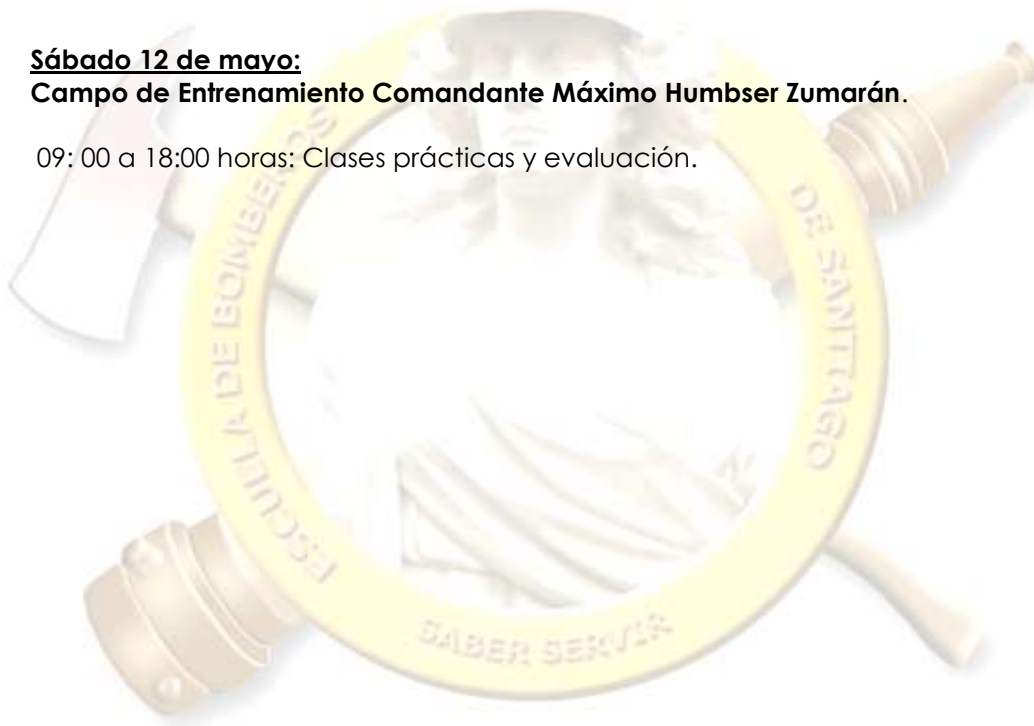 Sábado 12 de mayo:
Campo de Entrenamiento Comandante Máximo Humbser Zumarán.
09: 00 a 18:00 horas: Clases prácticas y evaluación.
ESCUELA DE BOMBEROS
DE SANTIAGO
SABER SERVIR